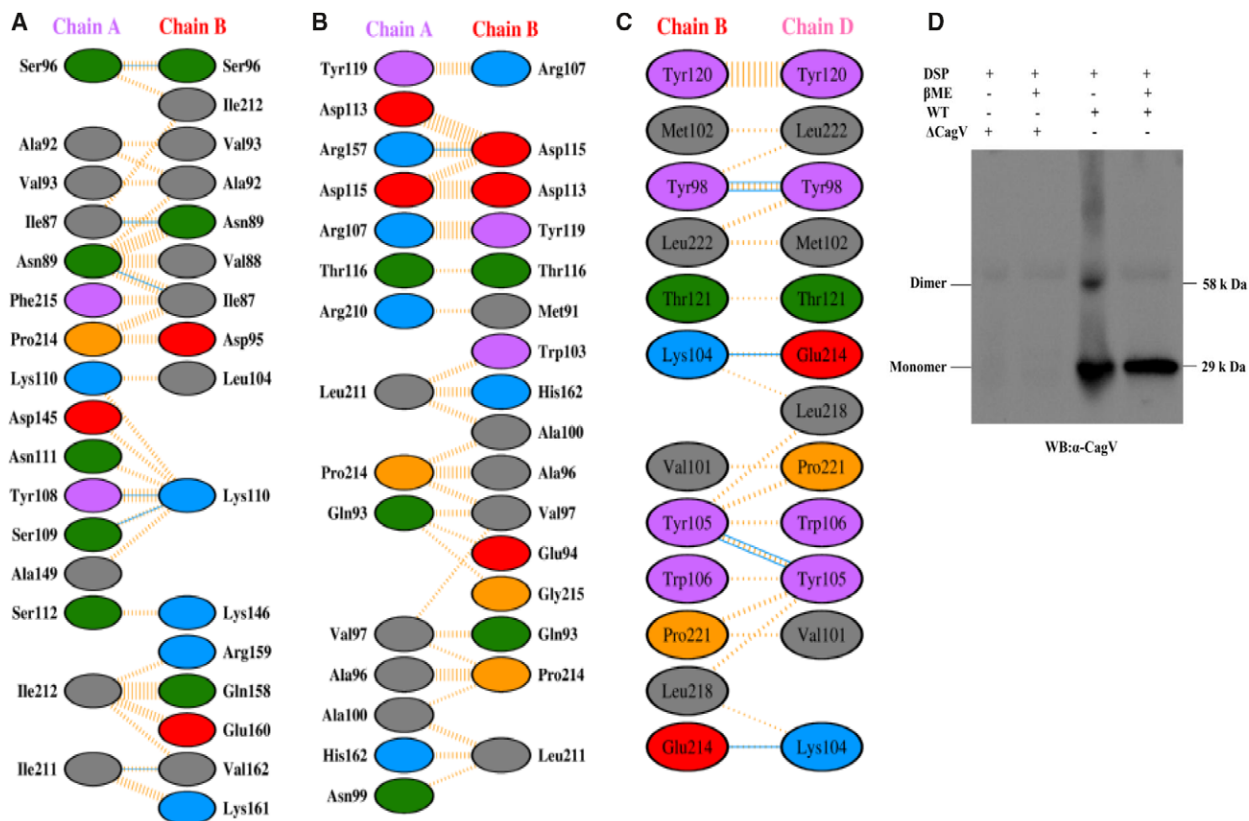 A
Chain A Chain B
Ser96 Ser96
Ile212
Ala92 Val93
Val93 Ala92
Ile87 Asn89
Asn89 Val88
Phe215 Ile87
Pro214 Asp95
Lys110 Leu104
Asp145
Asn111
Tyr108 Lys110
Ser109
Ala149
Ser112 Lys146
Arg159
Ile212 Gln158
Glu160
Ile211 Val162
Lys161
B
Chain A Chain B
Tyr119 Arg107
Asp113
Arg157 Asp115
Asp115 Asp113
Arg107 Tyr119
Thr116 Thr116
Arg210 Met91
Trp103
Leu211 His162
Ala100
Pro214 Ala96
Gln93 Val97
Glu94
Gly215
Val97 Gln93
Ala96 Pro214
Ala100
His162 Leu211
Asn99
C
Chain B Chain D
Tyr120 Tyr120
Met102 Leu222
Tyr98 Tyr98
Leu222 Met102
Thr121 Thr121
Lys104 Glu214
Leu218
Val101 Pro221
Tyr105 Trp106
Trp106 Tyr105
Pro221 Val101
Leu218
Glu214 Lys104
D
DSP + + + +
βME - + - +
WT - - + +
ΔCagV + + - -
Dimer 58 k Da
Monomer 29 k Da
WB:α-CagV